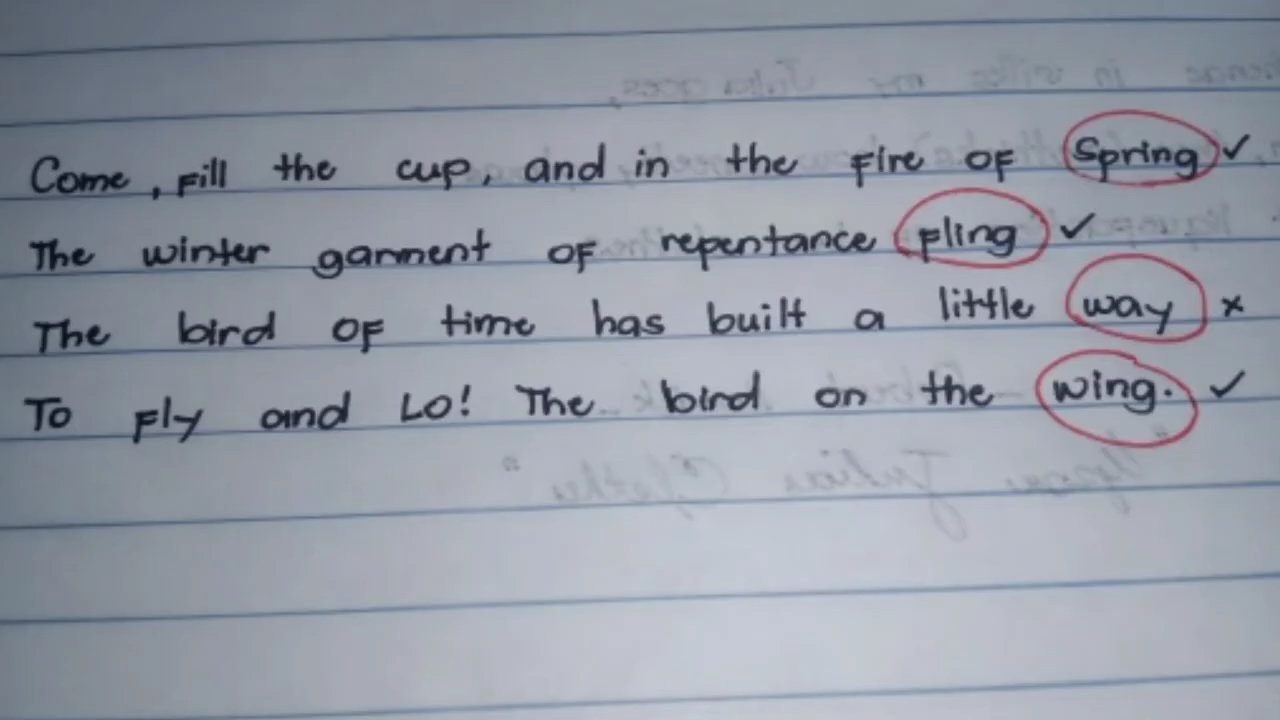 Come, fill the cup, and in the fire of Spring ✓
The winter garment of repentance fling ✓
The bird of time has built a little way x
To fly and Lo! The bird on the wing. ✓